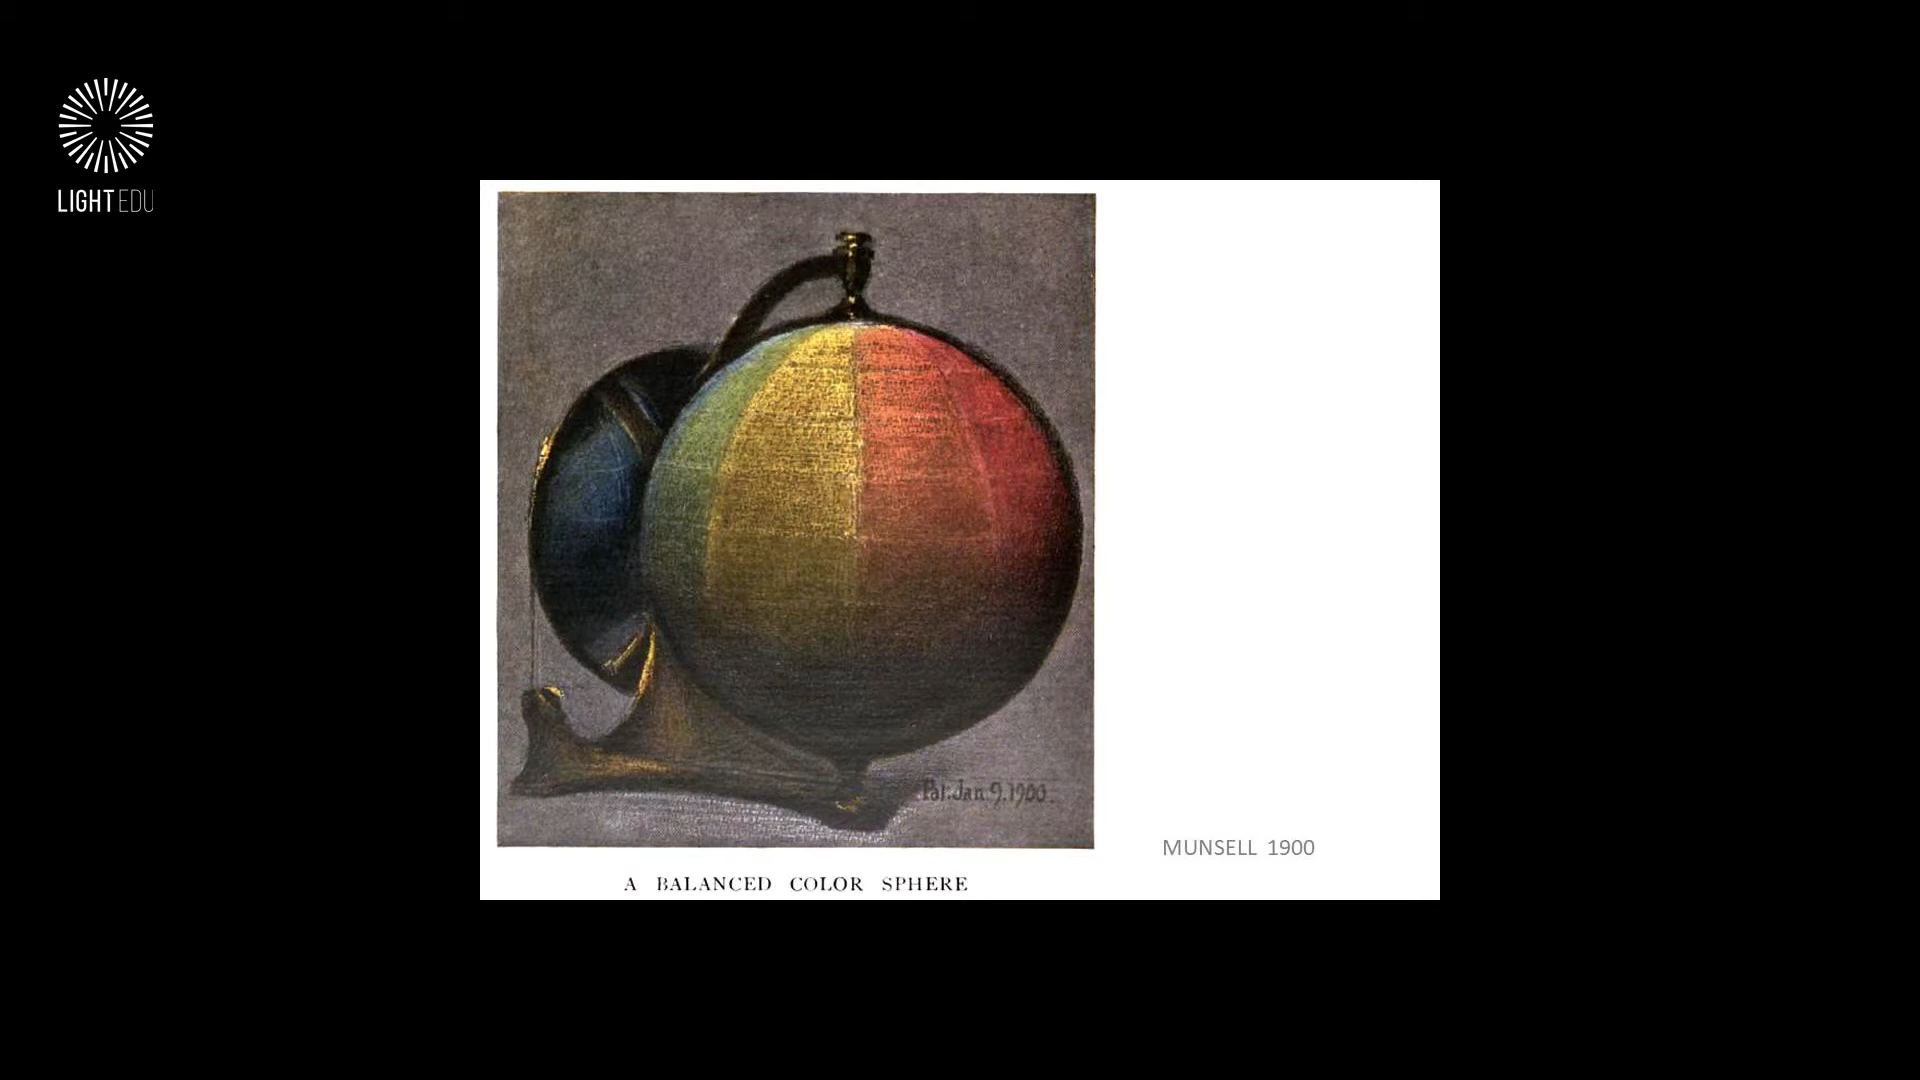 LIGHT EDU
Pat. Jan. 9. 1900.
A BALANCED COLOR SPHERE
MUNSELL 1900